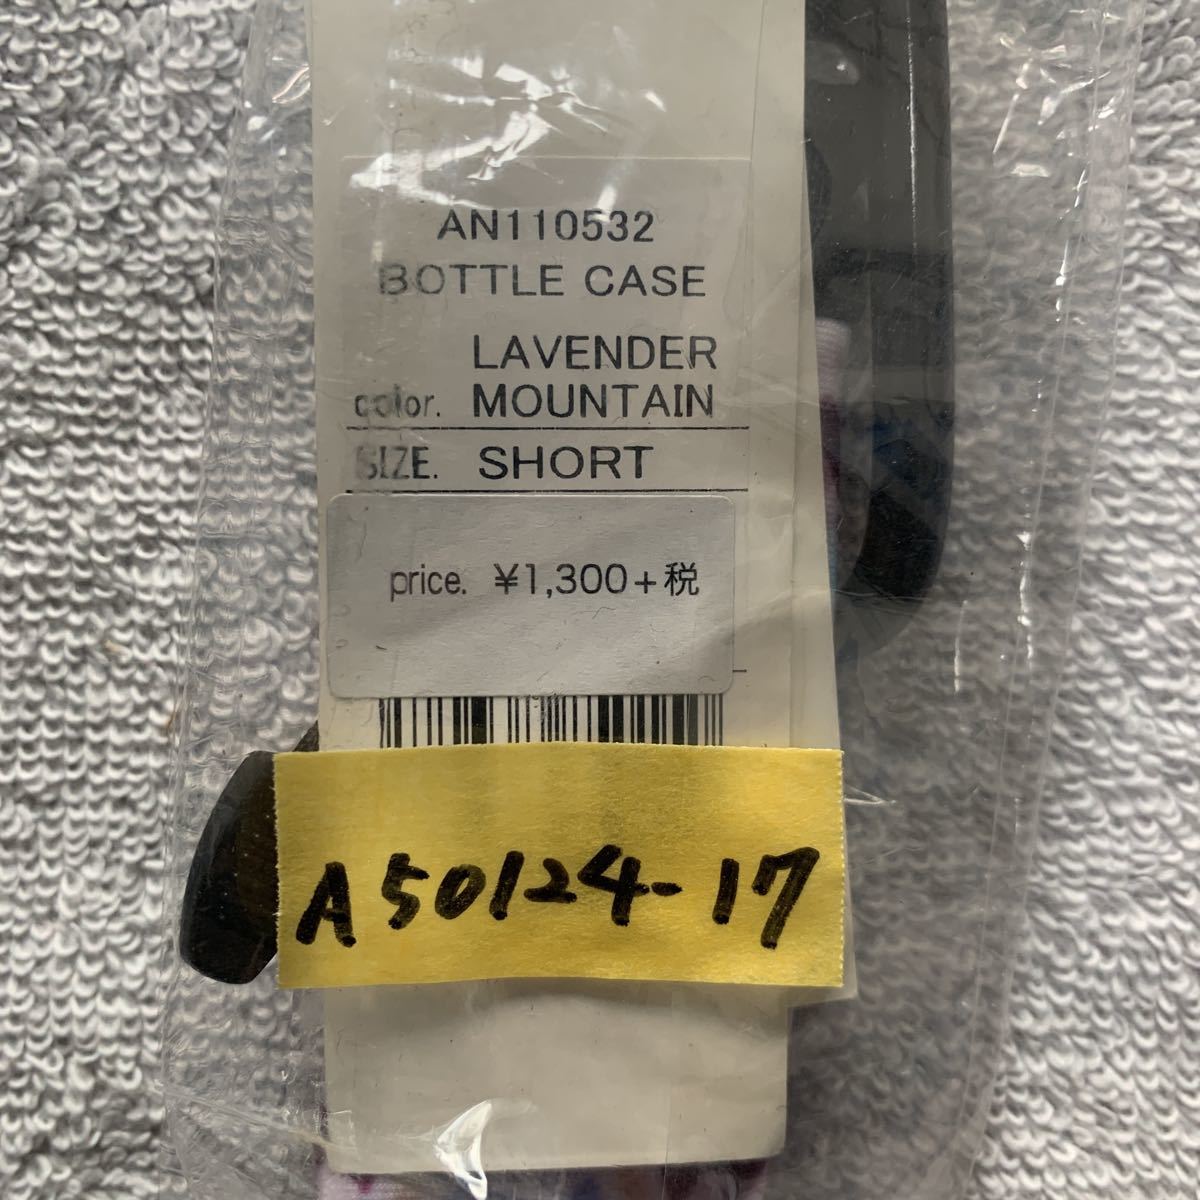 AN110532
BOTTLE CASE
LAVENDER
color. MOUNTAIN
SIZE. SHORT
price. ¥1,300+税
A50124-17